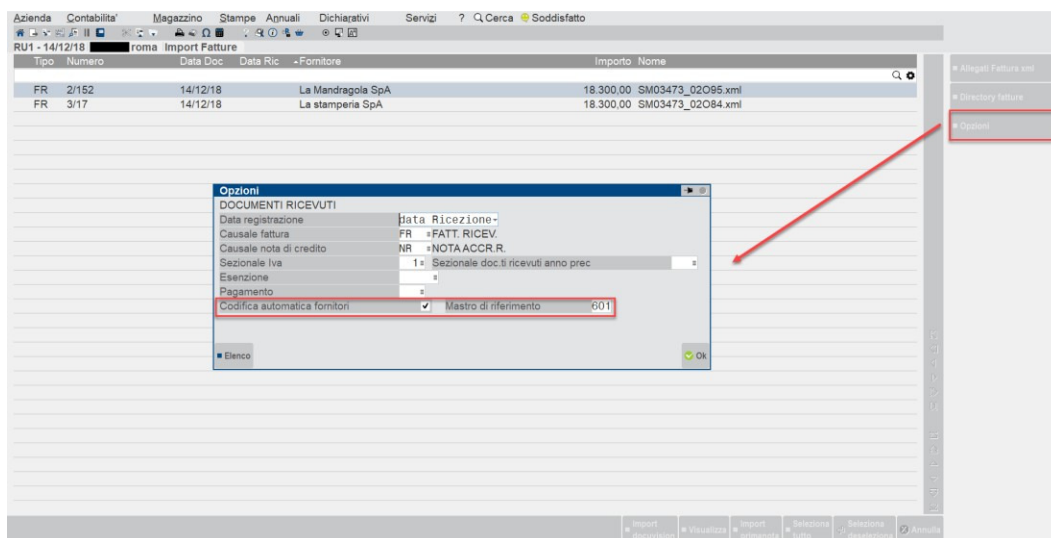 Azienda Contabilita' Magazzino Stampe Annuali Dichiarativi Servizi ? Cerca Soddisfatto
RU1 - 14/12/18 roma Import Fatture
Tipo Numero Data Doc Data Ric Fornitore Importo Nome
FR 2/152 14/12/18 La Mandragola SpA 18.300,00 SM03473_02O95.xml
FR 3/17 14/12/18 La stamperia SpA 18.300,00 SM03473_02O84.xml
Allegati Fattura xml
Directory fatture
Opzioni
Opzioni
DOCUMENTI RICEVUTI
Data registrazione data Ricezione
Causale fattura FR =FATT. RICEV.
Causale nota di credito NR =NOTA ACCR.R.
Sezionale Iva 1 Sezionale doc.ti ricevuti anno prec
Esenzione
Pagamento
Codifica automatica fornitori Mastro di riferimento 601
Elenco Ok
Import docuvision Visualizza Import primanota Seleziona tutto Seleziona deseleziona Annulla